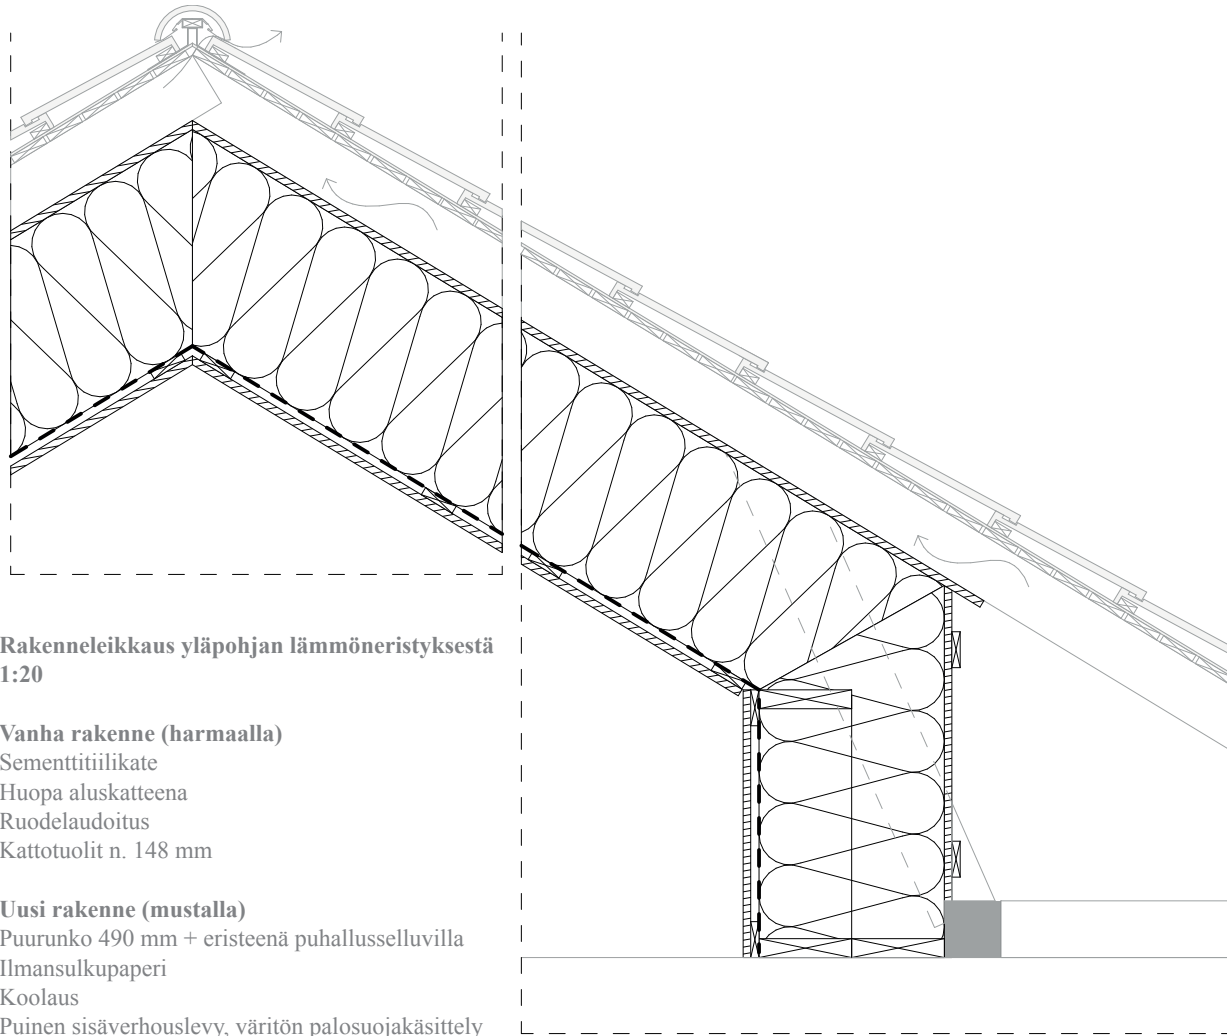 Rakenneleikkaus yläpohjan lämmöneristyksestä
1:20
Vanha rakenne (harmaalla)
Sementtitiilikate
Huopa aluskatteena
Ruodelaudoitus
Kattotuolit n. 148 mm
Uusi rakenne (mustalla)
Puurunko 490 mm + eristeenä puhallusselluvilla
Ilmansulkupaperi
Koolaus
Puinen sisäverhouslevy, väritön palosuojakäsittely